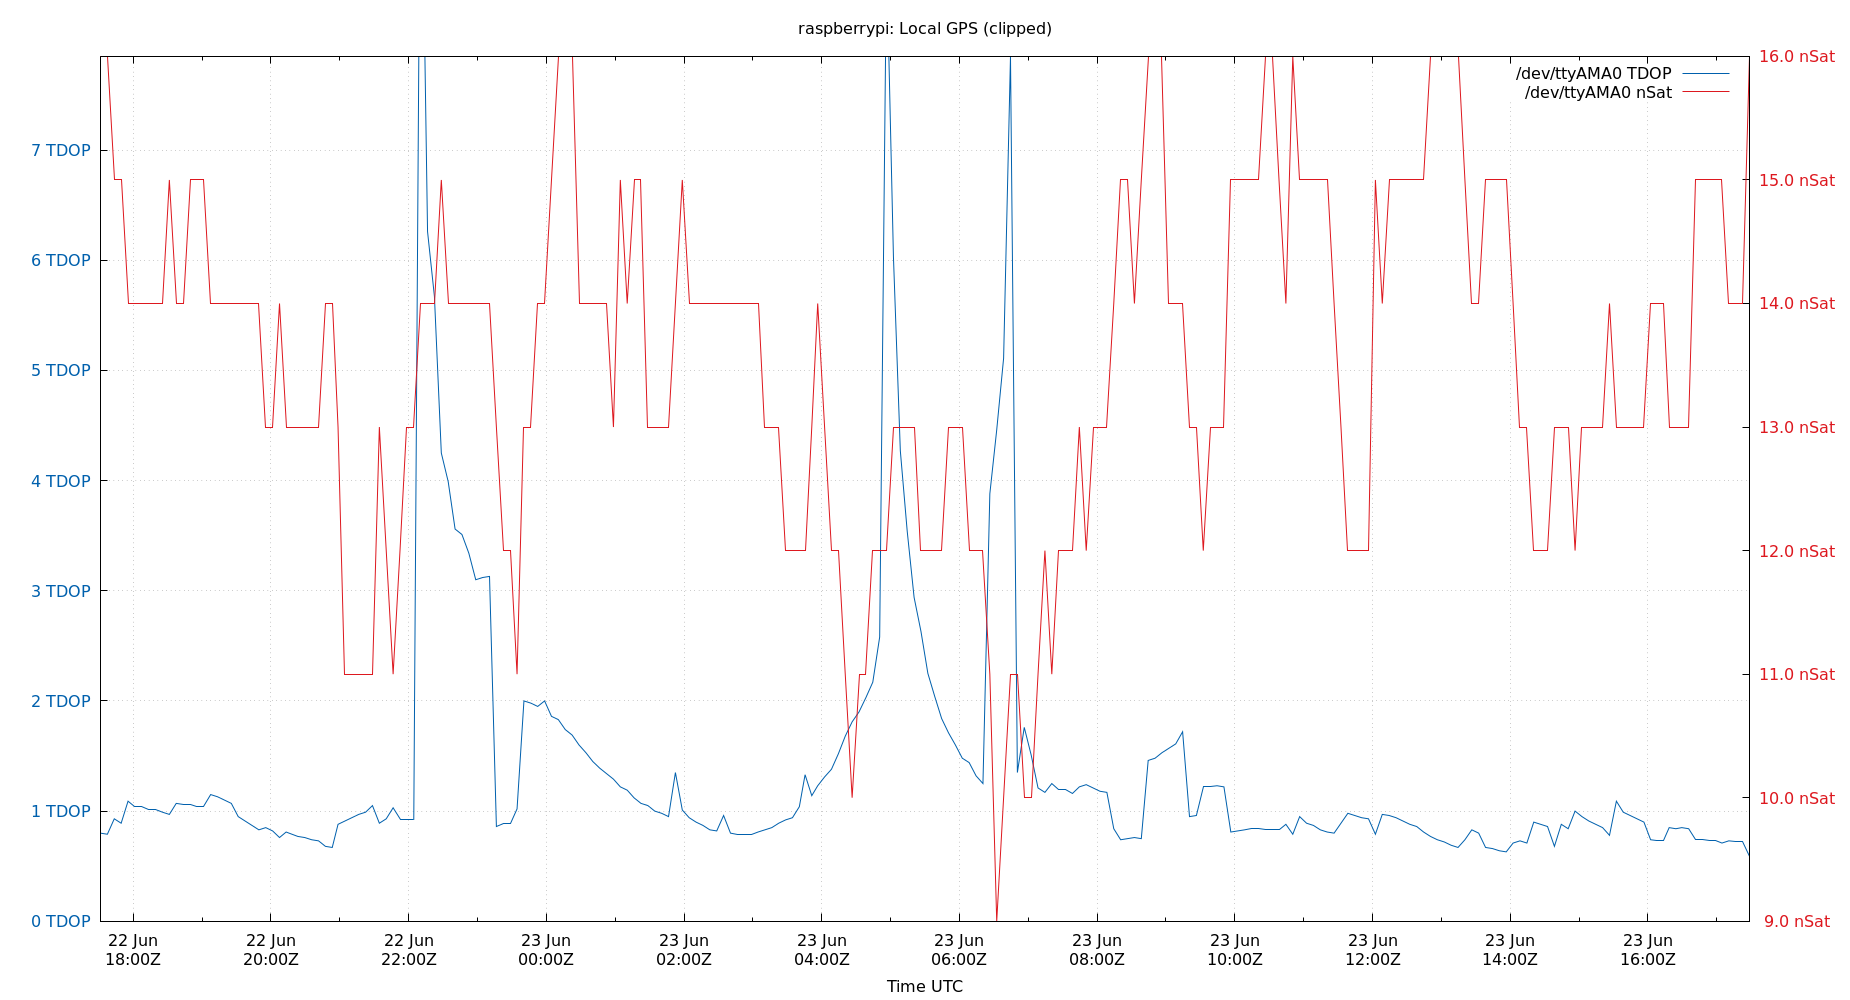 raspberrypi: Local GPS (clipped)
16.0 nSat
/dev/ttyAMA0 TDOP
/dev/ttyAMA0 nSat
7 TDOP
15.0 nSat
6 TDOP
14.0 nSat
5 TDOP
13.0 nSat
4 TDOP
12.0 nSat
3 TDOP
11.0 nSat
2 TDOP
10.0 nSat
1 TDOP
0 TDOP
9.0 nSat
22 Jun 22 Jun 22 Jun 23 Jun 23 Jun 23 Jun 23 Jun 23 Jun 23 Jun 23 Jun 23 Jun 23 Jun
18:00Z 20:00Z 22:00Z 00:00Z 02:00Z 04:00Z 06:00Z 08:00Z 10:00Z 12:00Z 14:00Z 16:00Z
Time UTC